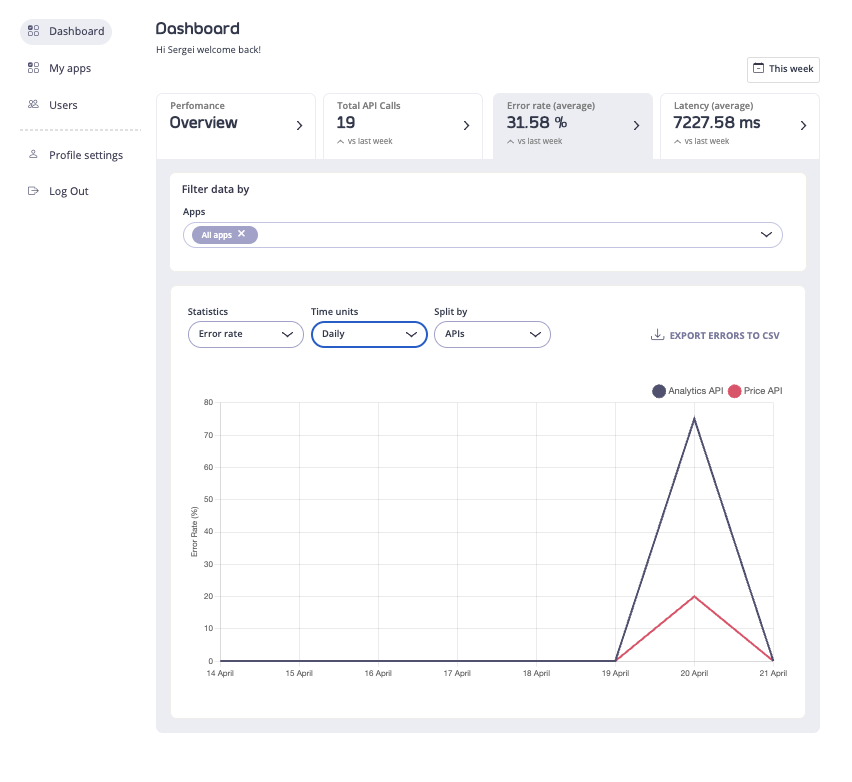 Dashboard
My apps
Users
Profile settings
Log Out
Dashboard
Hi Sergei welcome back!
This week
Perfomance
Overview
Total API Calls
19
vs last week
Error rate (average)
31.58 %
vs last week
Latency (average)
7227.58 ms
vs last week
Filter data by
Apps
All apps ✕
Statistics
Error rate
Time units
Daily
Split by
APIs
EXPORT ERRORS TO CSV
Analytics API Price API
Error Rate (%)
80
70
60
50
40
30
20
10
0
14 April 15 April 16 April 17 April 18 April 19 April 20 April 21 April